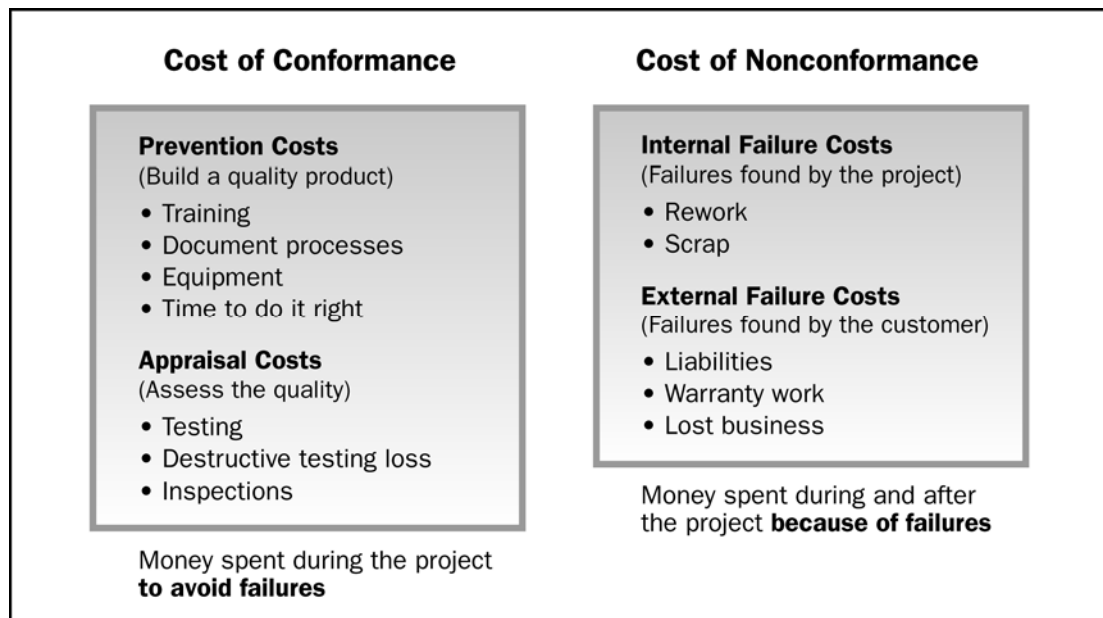 Cost of Conformance
Prevention Costs
(Build a quality product)
• Training
• Document processes
• Equipment
• Time to do it right
Appraisal Costs
(Assess the quality)
• Testing
• Destructive testing loss
• Inspections
Money spent during the project
to avoid failures
Cost of Nonconformance
Internal Failure Costs
(Failures found by the project)
• Rework
• Scrap
External Failure Costs
(Failures found by the customer)
• Liabilities
• Warranty work
• Lost business
Money spent during and after
the project because of failures